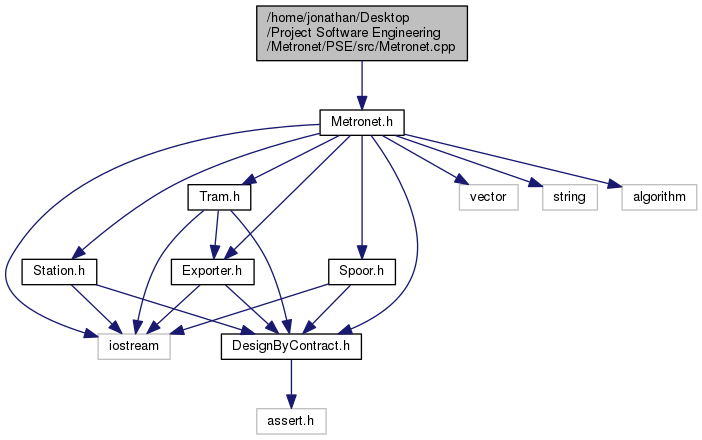 /home/jonathan/Desktop
/Project Software Engineering
/Metronet/PSE/src/Metronet.cpp
Metronet.h
Tram.h
vector
string
algorithm
Station.h
Exporter.h
Spoor.h
iostream
DesignByContract.h
assert.h